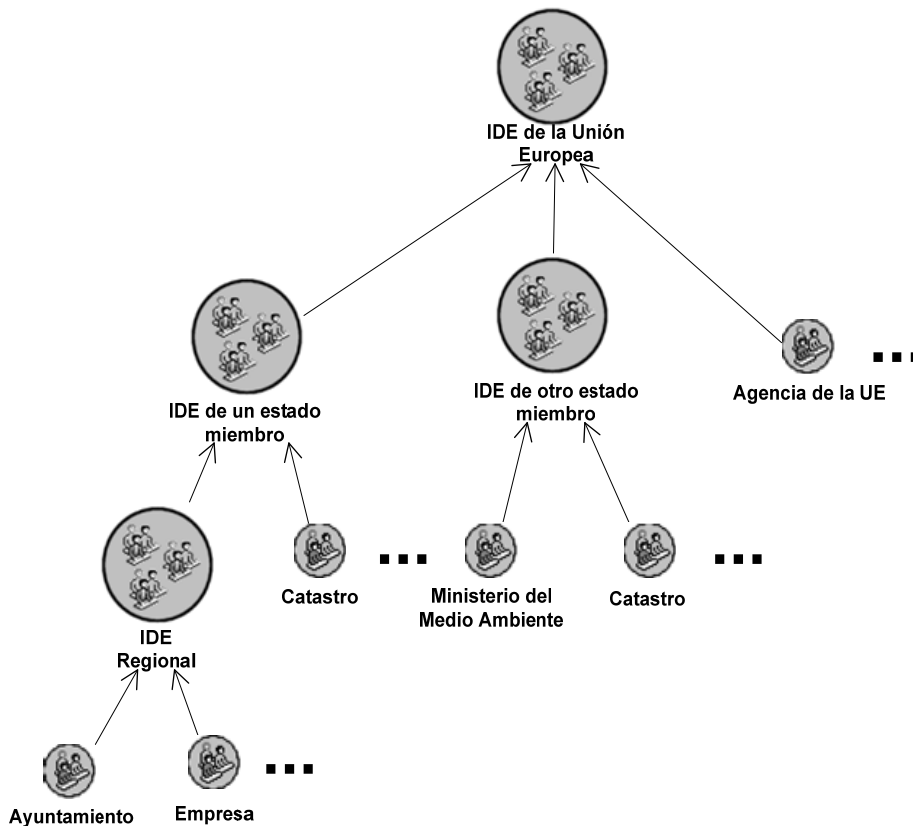 IDE de la Unión
Europea
IDE de un estado
miembro
IDE de otro estado
miembro
Agencia de la UE
...
IDE
Regional
Catastro
...
Ministerio del
Medio Ambiente
Catastro
...
Ayuntamiento
Empresa
...